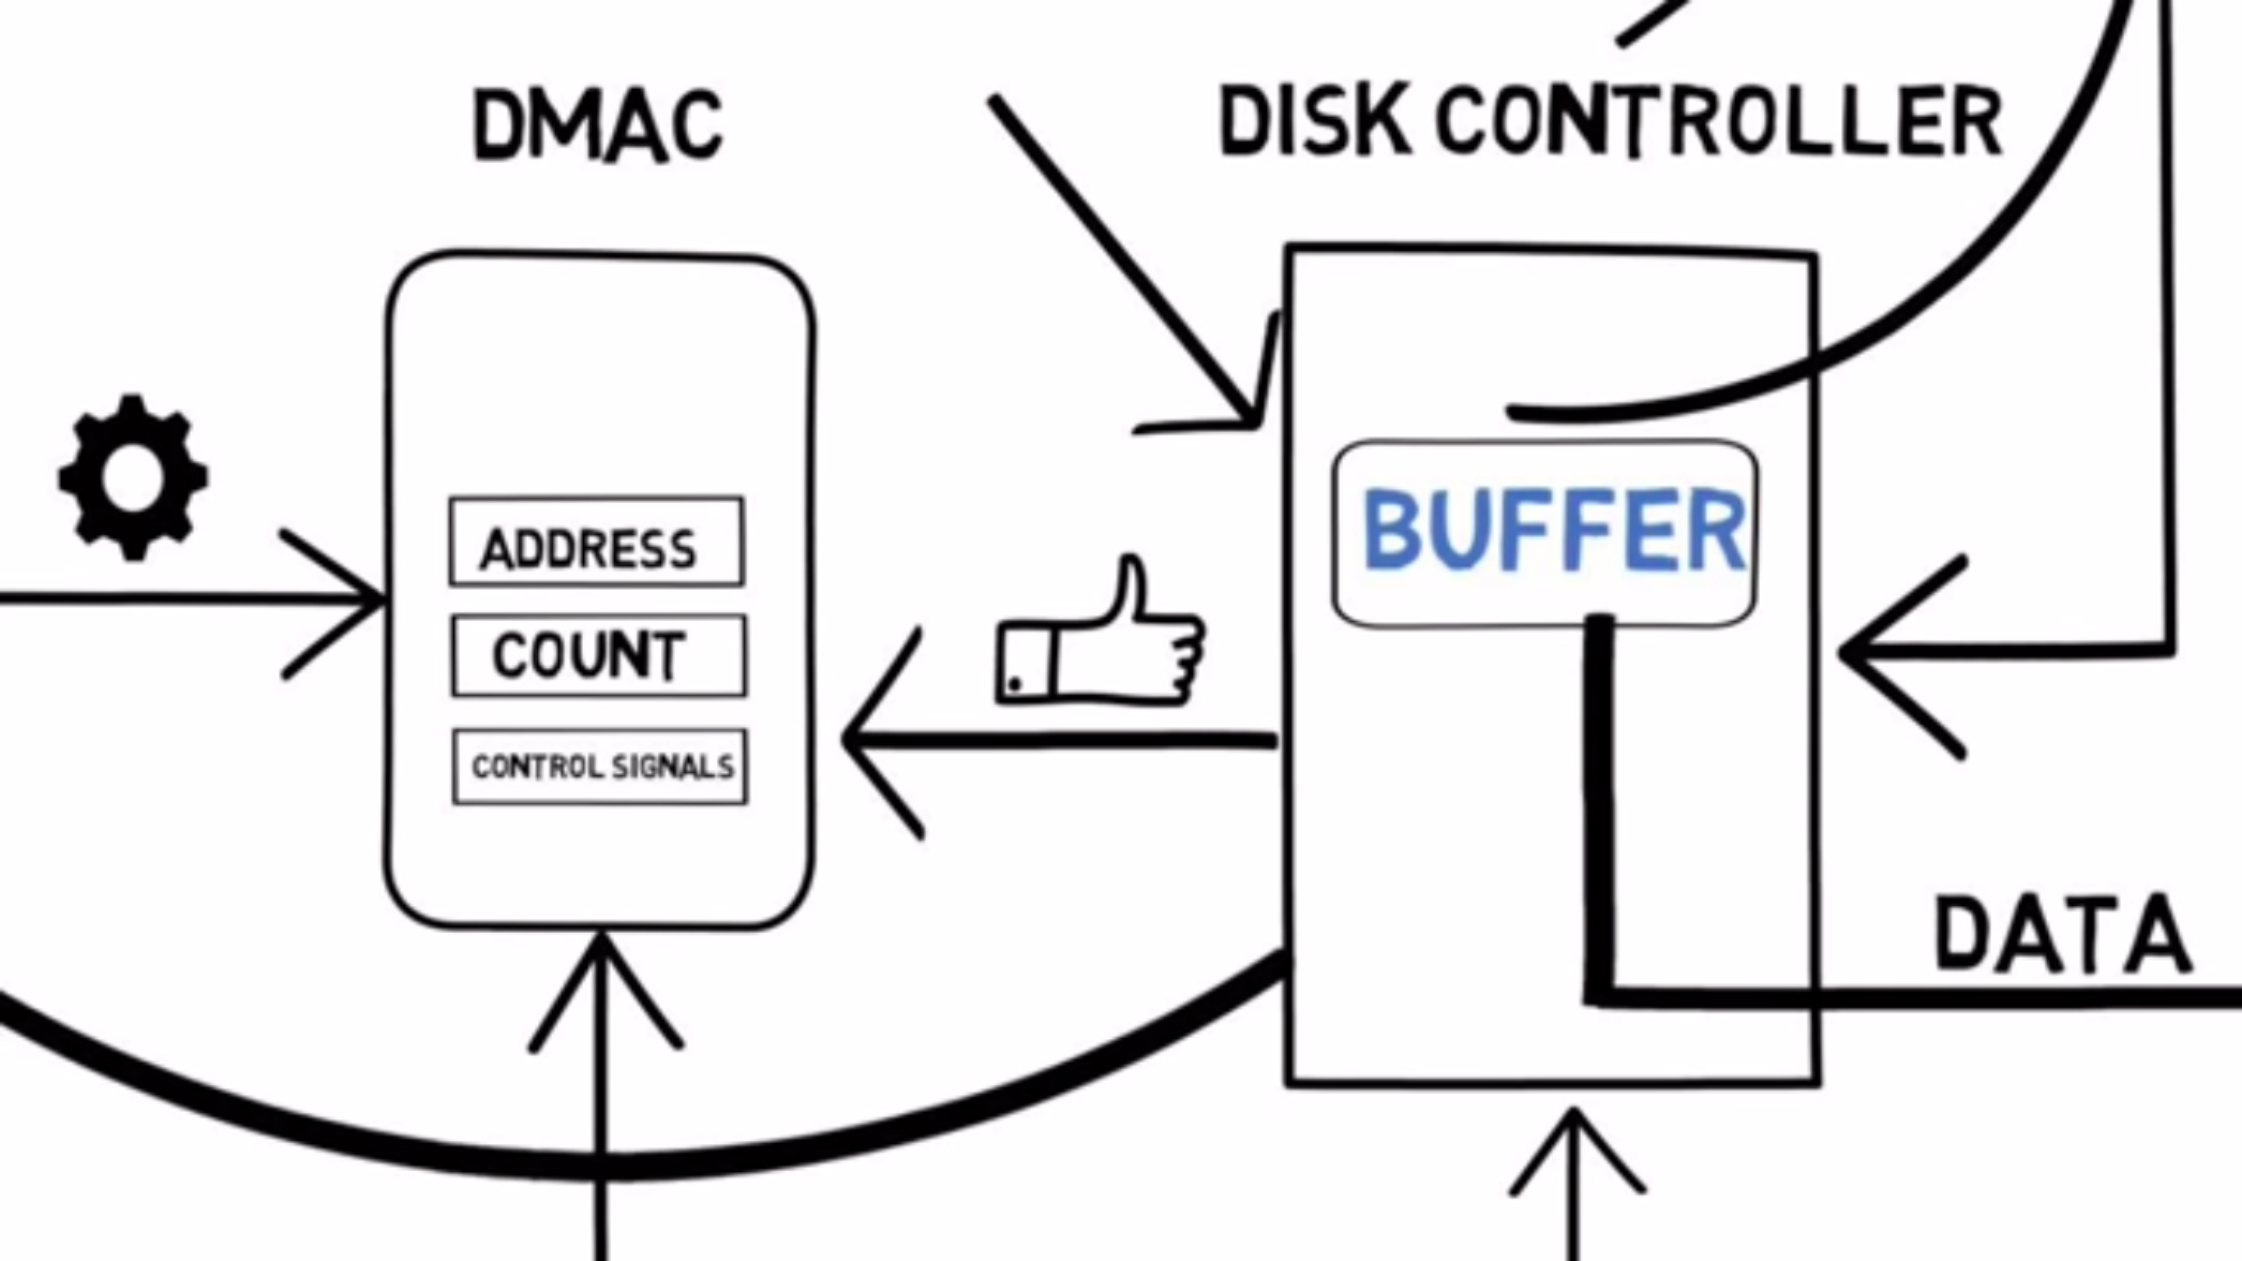 DMAC
DISK CONTROLLER
ADDRESS
COUNT
CONTROL SIGNALS
BUFFER
DATA